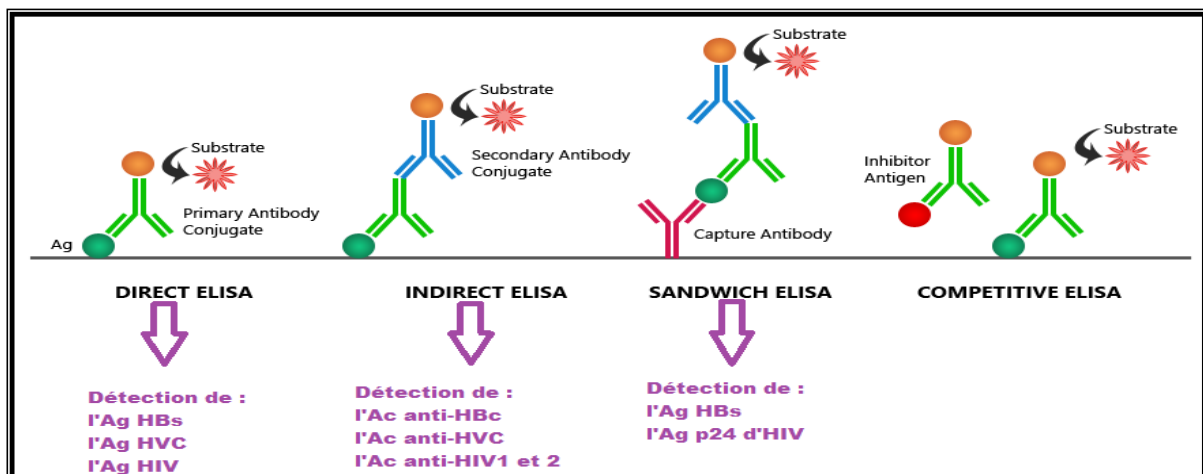 Substrate
Primary Antibody
Conjugate
Ag
DIRECT ELISA
Détection de :
l'Ag HBs
l'Ag HVC
l'Ag HIV
Substrate
Secondary Antibody
Conjugate
INDIRECT ELISA
Détection de :
l'Ac anti-HBc
l'Ac anti-HVC
l'Ac anti-HIV1 et 2
Substrate
Capture Antibody
SANDWICH ELISA
Détection de :
l'Ag HBs
l'Ag p24 d'HIV
Inhibitor
Antigen
Substrate
COMPETITIVE ELISA